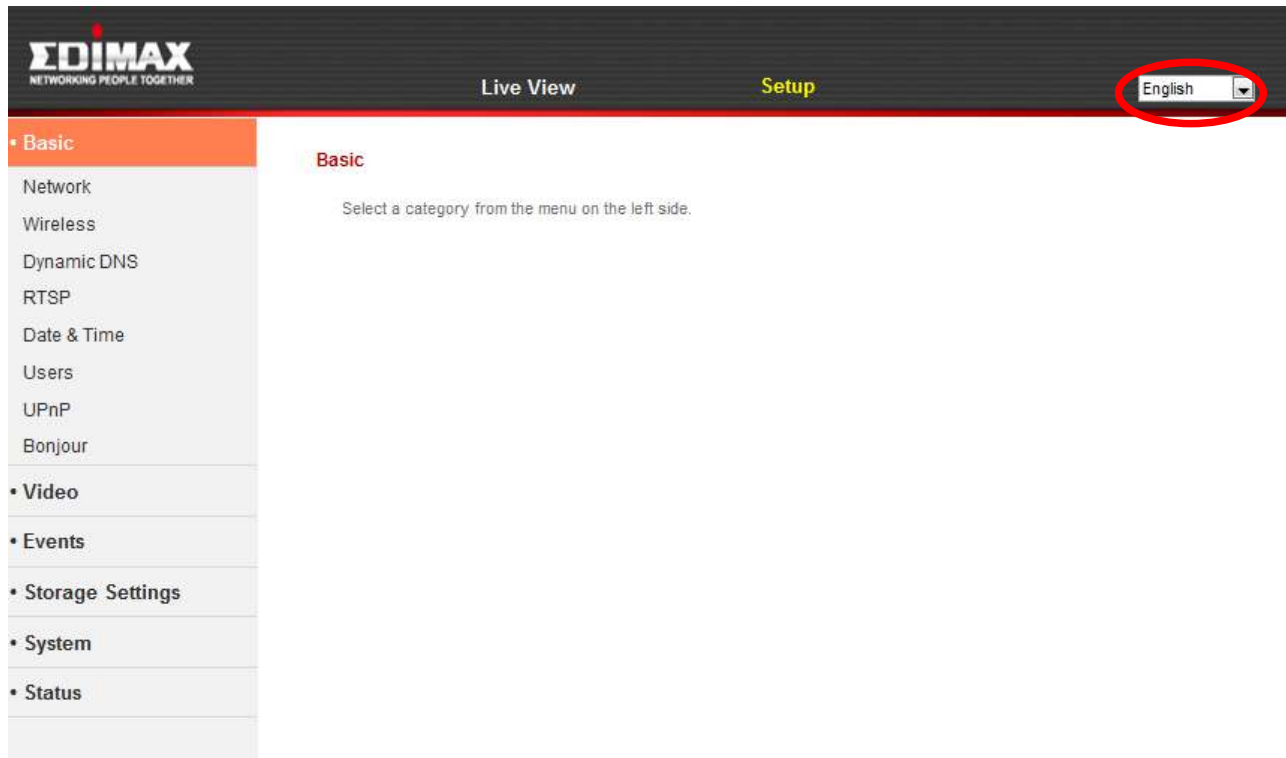 EDIMAX
NETWORKING PEOPLE TOGETHER
Live View
Setup
English
• Basic
Network
Wireless
Dynamic DNS
RTSP
Date & Time
Users
UPnP
Bonjour
• Video
• Events
• Storage Settings
• System
• Status
Basic
Select a category from the menu on the left side.